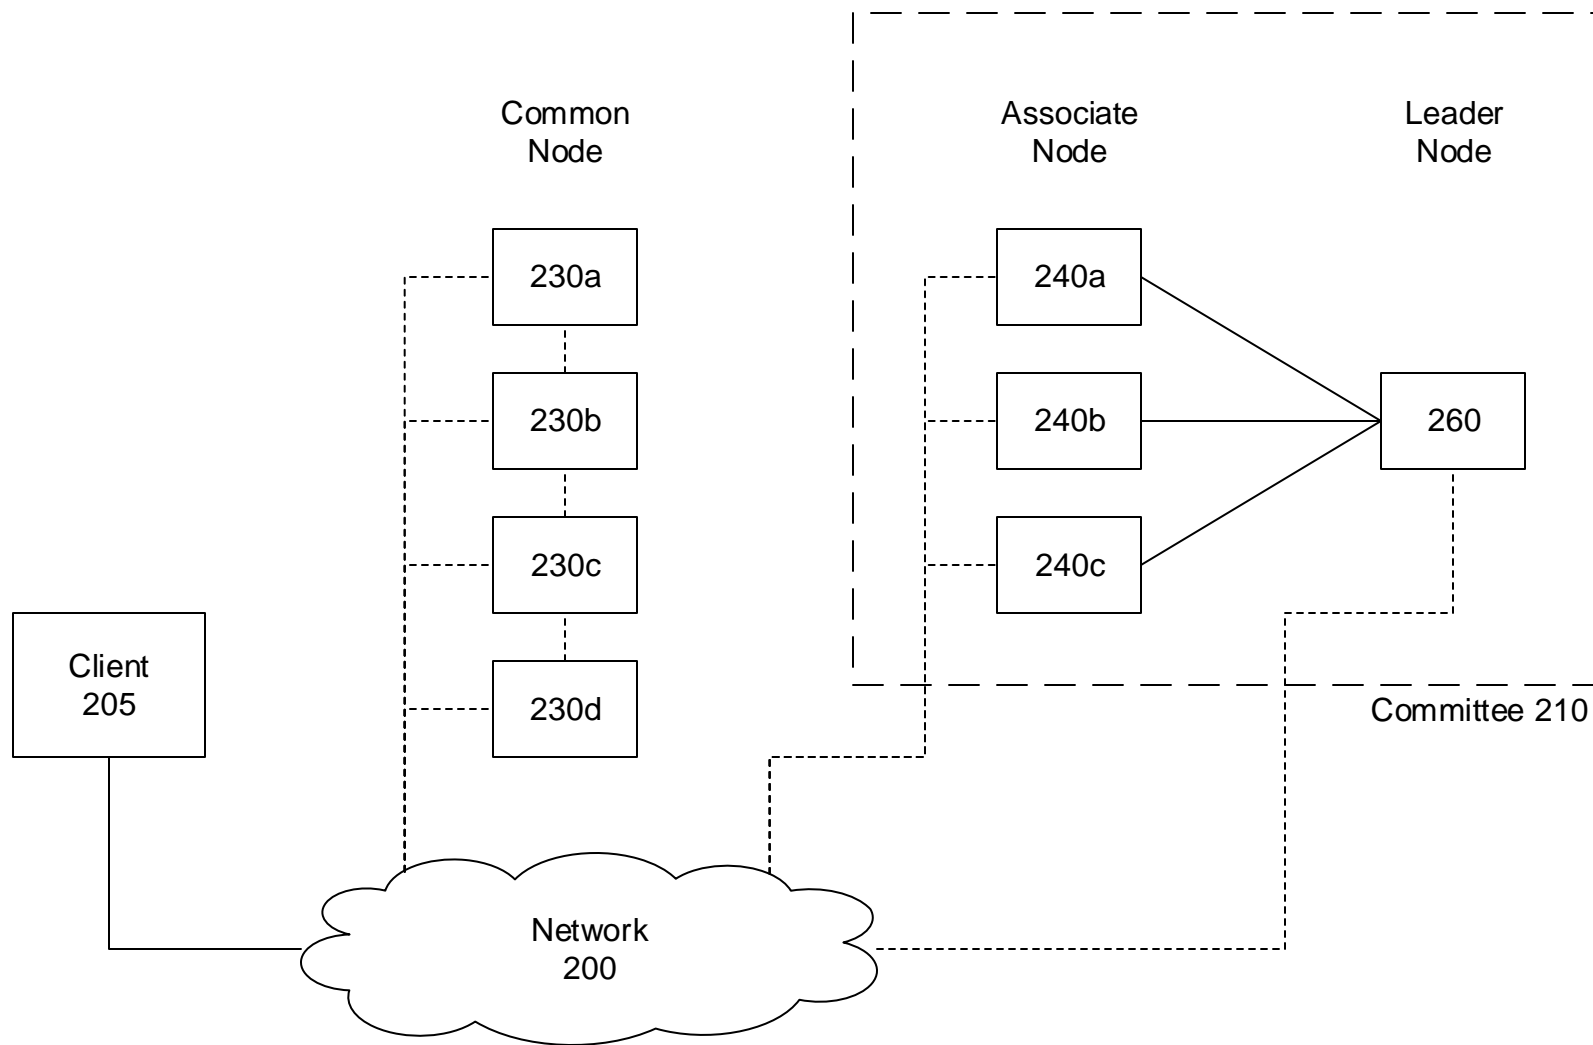 Common
Node
Associate
Node
Leader
Node
230a
240a
230b
240b
260
230c
240c
Client
205
230d
Committee 210
Network
200